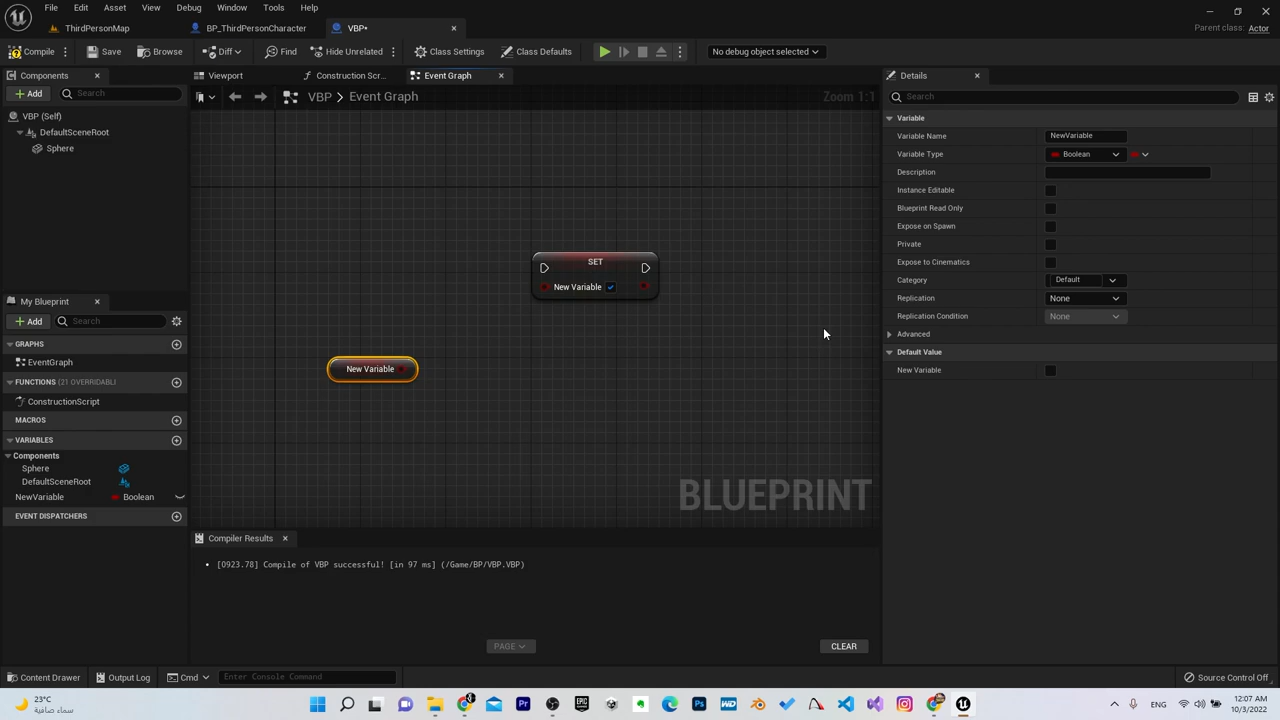 File Edit Asset View Debug Window Tools Help
ThirdPersonMap BP_ThirdPersonCharacter VBP*
Parent class: Actor
Compile Save Browse Diff Find Hide Unrelated Class Settings Class Defaults No debug object selected
Components
Add Search
VBP (Self)
DefaultSceneRoot
Sphere
My Blueprint
Add Search
GRAPHS
EventGraph
FUNCTIONS (21 OVERRIDABLI
ConstructionScript
MACROS
VARIABLES
Components
Sphere
DefaultSceneRoot
NewVariable Boolean
EVENT DISPATCHERS
Viewport Construction Scr... Event Graph
VBP > Event Graph Zoom 1:1
SET
New Variable
New Variable
BLUEPRINT
Compiler Results
• [0923.78] Compile of VBP successful! [in 97 ms] (/Game/BP/VBP.VBP)
PAGE CLEAR
Details
Search
Variable
Variable Name NewVariable
Variable Type Boolean
Description
Instance Editable
Blueprint Read Only
Expose on Spawn
Private
Expose to Cinematics
Category Default
Replication None
Replication Condition None
Advanced
Default Value
New Variable
Content Drawer Output Log Cmd Enter Console Command Source Control Off
23°C
سماء صافية
12:07 AM
10/3/2022